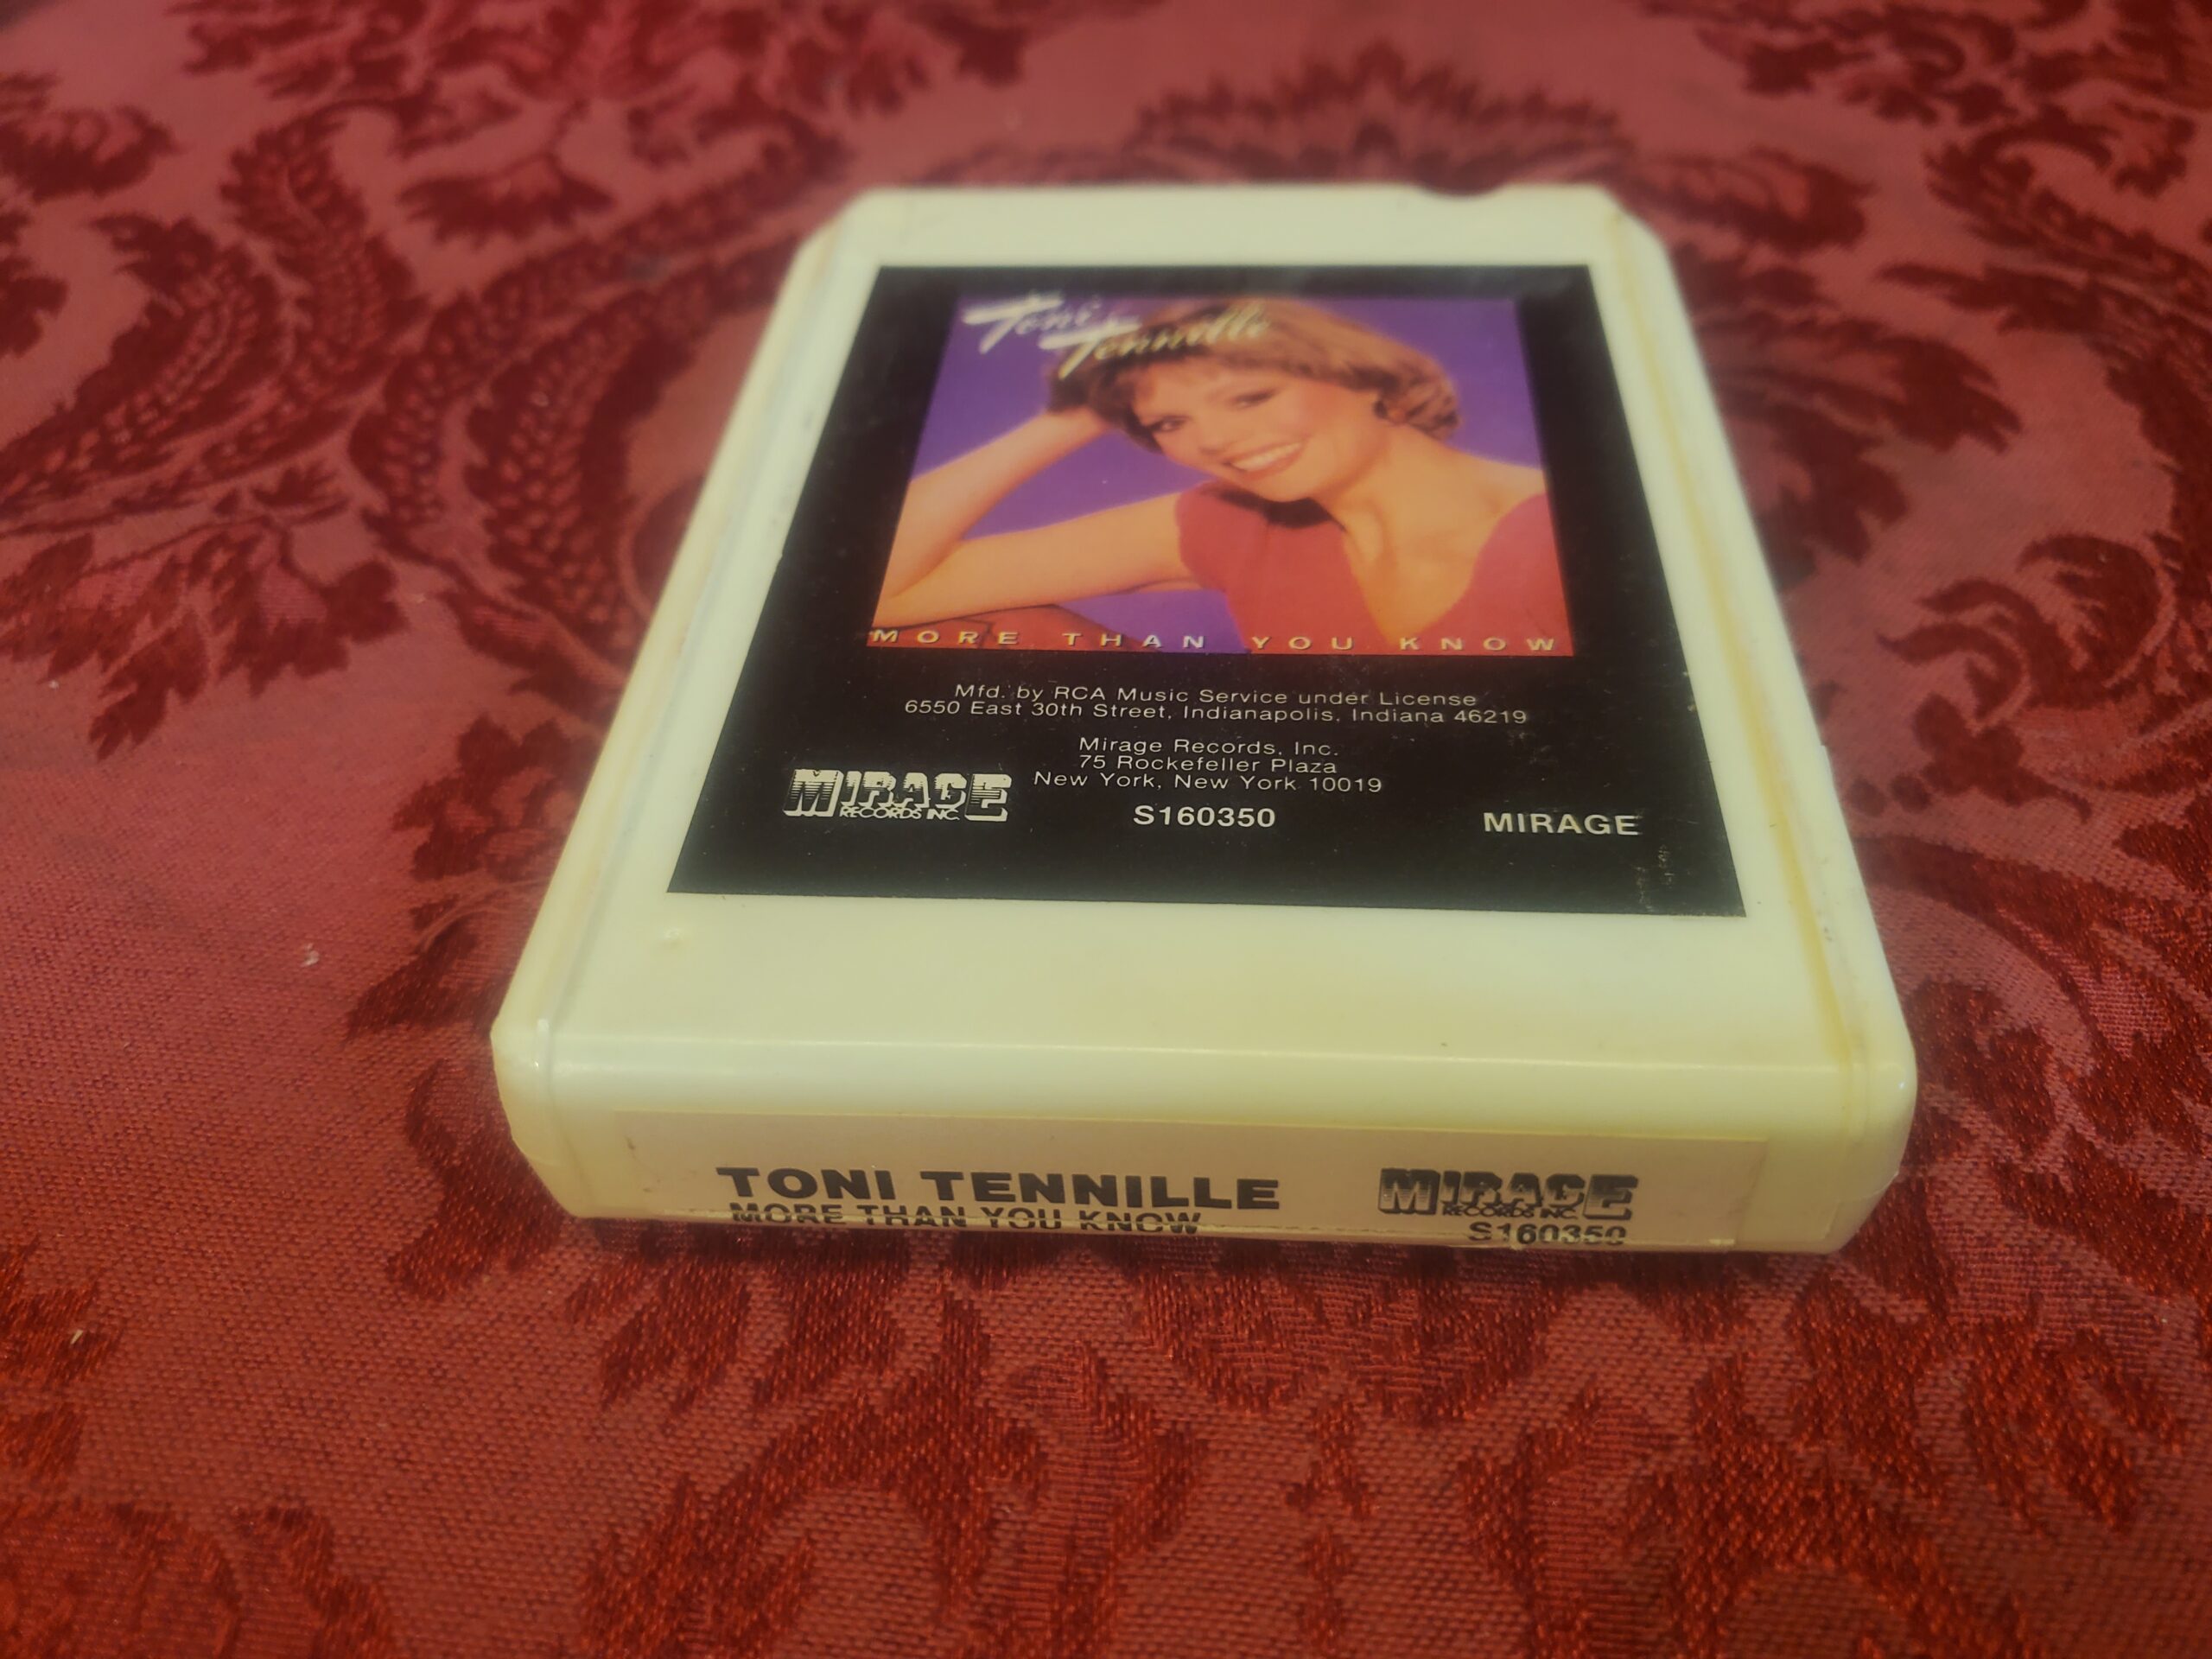 Toni
Tennille
MORE THAN YOU KNOW
Mfd. by RCA Music Service under License
6550 East 30th Street, Indianapolis, Indiana 46219
Mirage Records, Inc.
75 Rockefeller Plaza
New York, New York 10019
MIRAGE
RECORDS INC.
S160350
MIRAGE
TONI TENNILLE
MORE THAN YOU KNOW
MIRAGE
RECORDS INC.
S160350